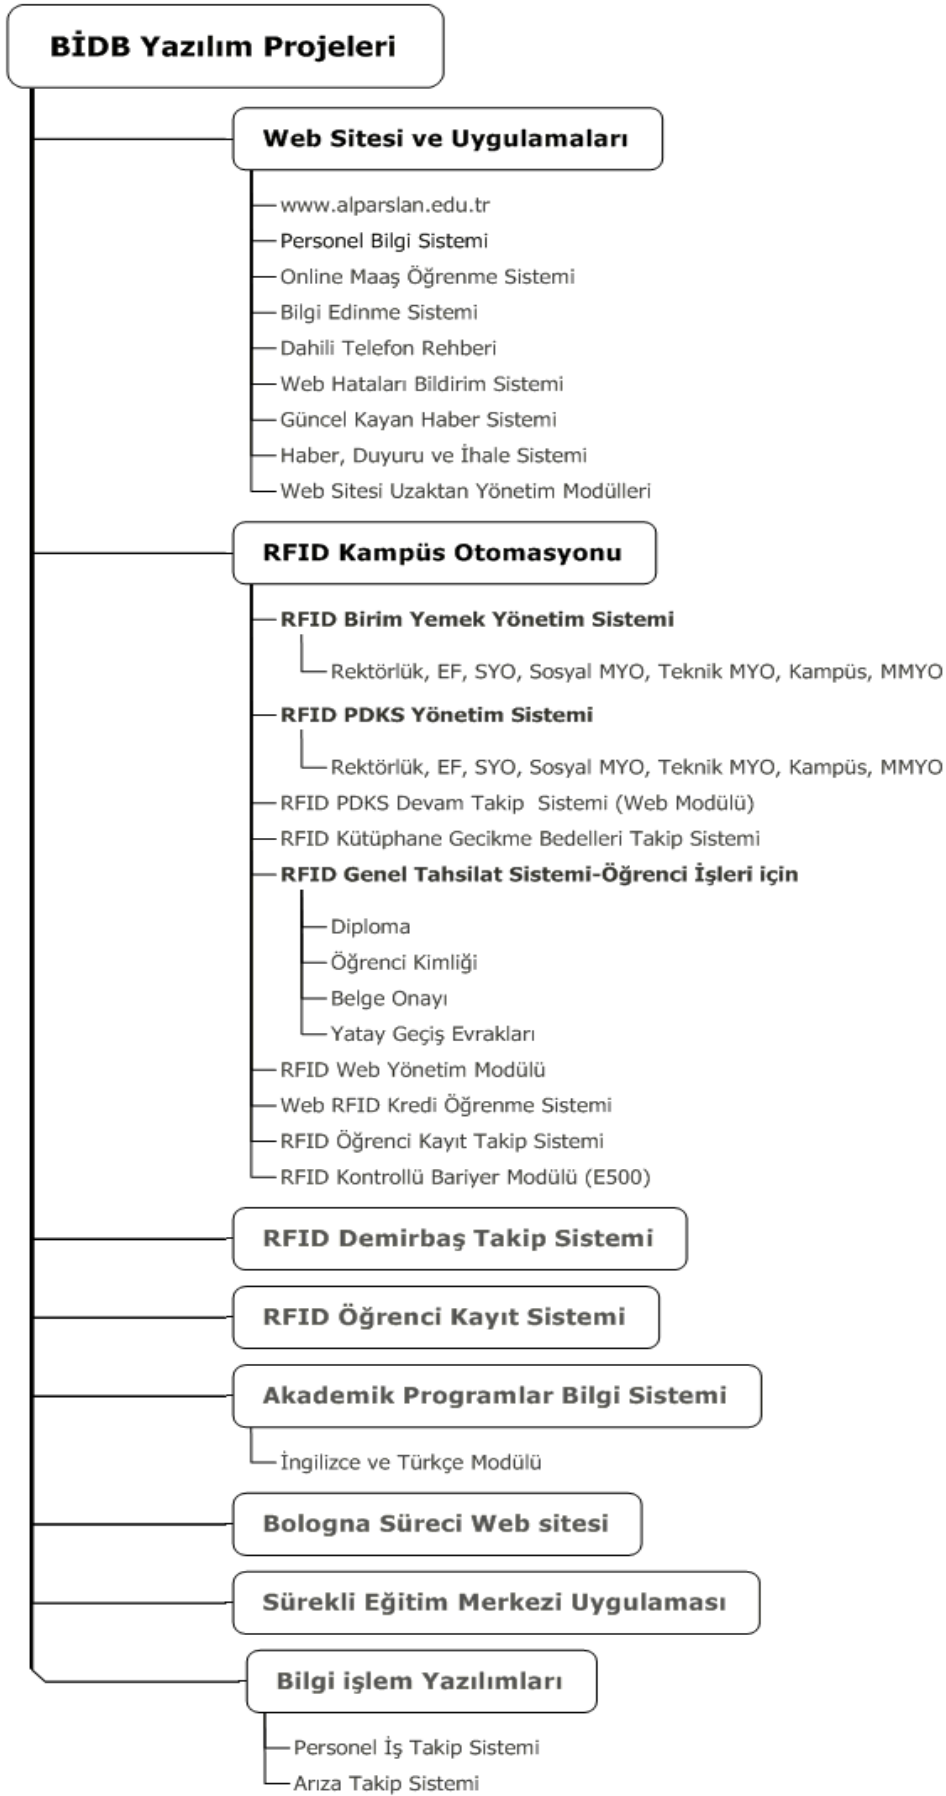 BİDB Yazılım Projeleri
Web Sitesi ve Uygulamaları
www.alparslan.edu.tr
Personel Bilgi Sistemi
Online Maaş Öğrenme Sistemi
Bilgi Edinme Sistemi
Dahili Telefon Rehberi
Web Hataları Bildirim Sistemi
Güncel Kayan Haber Sistemi
Haber, Duyuru ve İhale Sistemi
Web Sitesi Uzaktan Yönetim Modülleri
RFID Kampüs Otomasyonu
RFID Birim Yemek Yönetim Sistemi
Rektörlük, EF, SYO, Sosyal MYO, Teknik MYO, Kampüs, MMYO
RFID PDKS Yönetim Sistemi
Rektörlük, EF, SYO, Sosyal MYO, Teknik MYO, Kampüs, MMYO
RFID PDKS Devam Takip  Sistemi (Web Modülü)
RFID Kütüphane Gecikme Bedelleri Takip Sistemi
RFID Genel Tahsilat Sistemi-Öğrenci İşleri için
Diploma
Öğrenci Kimliği
Belge Onayı
Yatay Geçiş Evrakları
RFID Web Yönetim Modülü
Web RFID Kredi Öğrenme Sistemi
RFID Öğrenci Kayıt Takip Sistemi
RFID Kontrollü Bariyer Modülü (E500)
RFID Demirbaş Takip Sistemi
RFID Öğrenci Kayıt Sistemi
Akademik Programlar Bilgi Sistemi
İngilizce ve Türkçe Modülü
Bologna Süreci Web sitesi
Sürekli Eğitim Merkezi Uygulaması
Bilgi işlem Yazılımları
Personel İş Takip Sistemi
Arıza Takip Sistemi